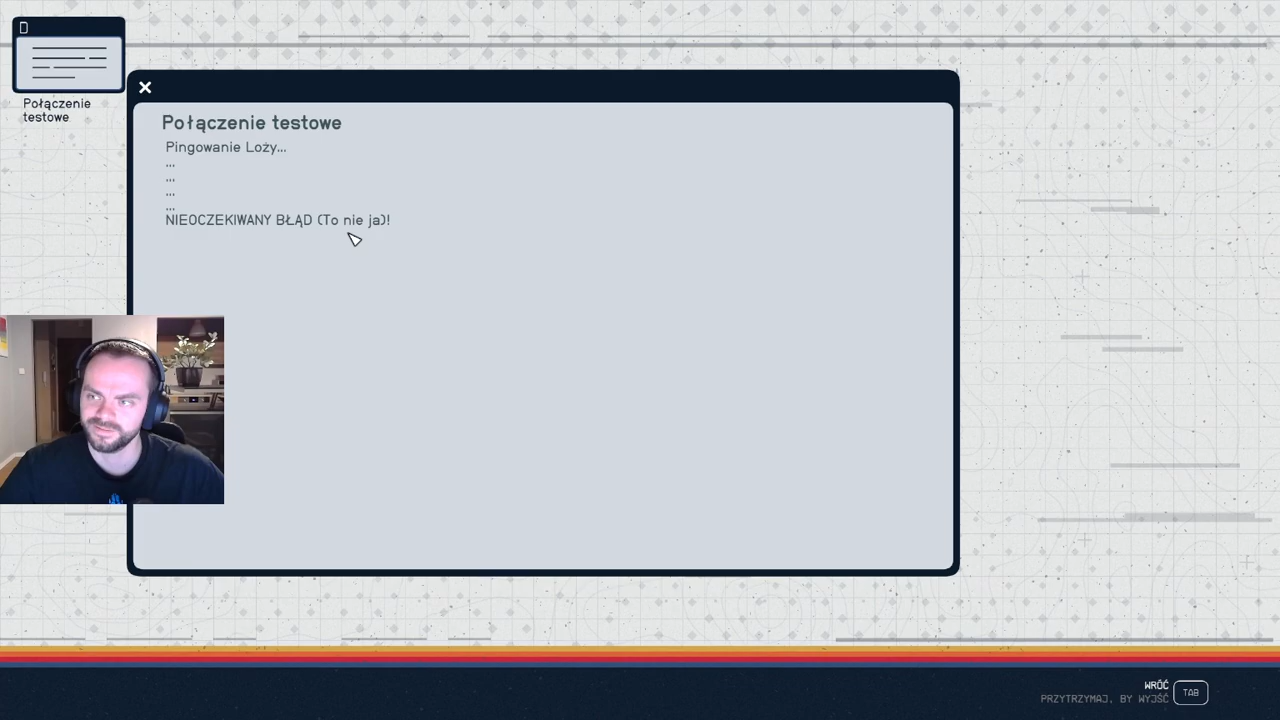 Połączenie
testowe
Połączenie testowe
Pingowanie Loży...
...
...
...
...
NIEOCZEKIWANY BŁĄD (To nie ja)!
WRÓĆ
PRZYTRZYMAJ, BY WYJŚĆ
TAB